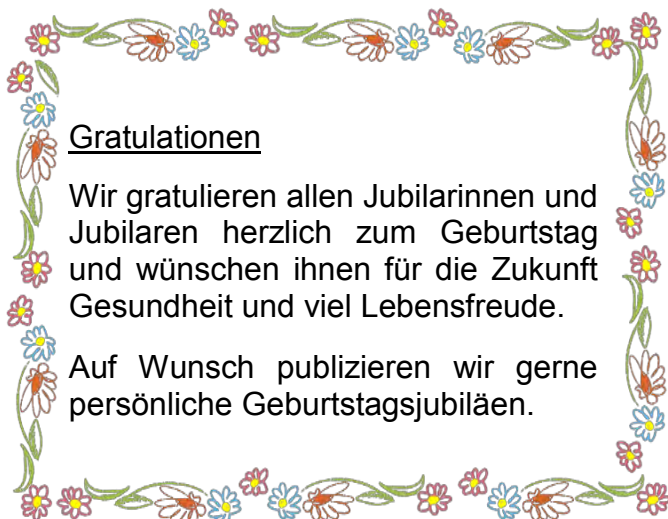 Gratulationen
Wir gratulieren allen Jubilarinnen und
Jubilaren herzlich zum Geburtstag
und wünschen ihnen für die Zukunft
Gesundheit und viel Lebensfreude.
Auf Wunsch publizieren wir gerne
persönliche Geburtstagsjubiläen.